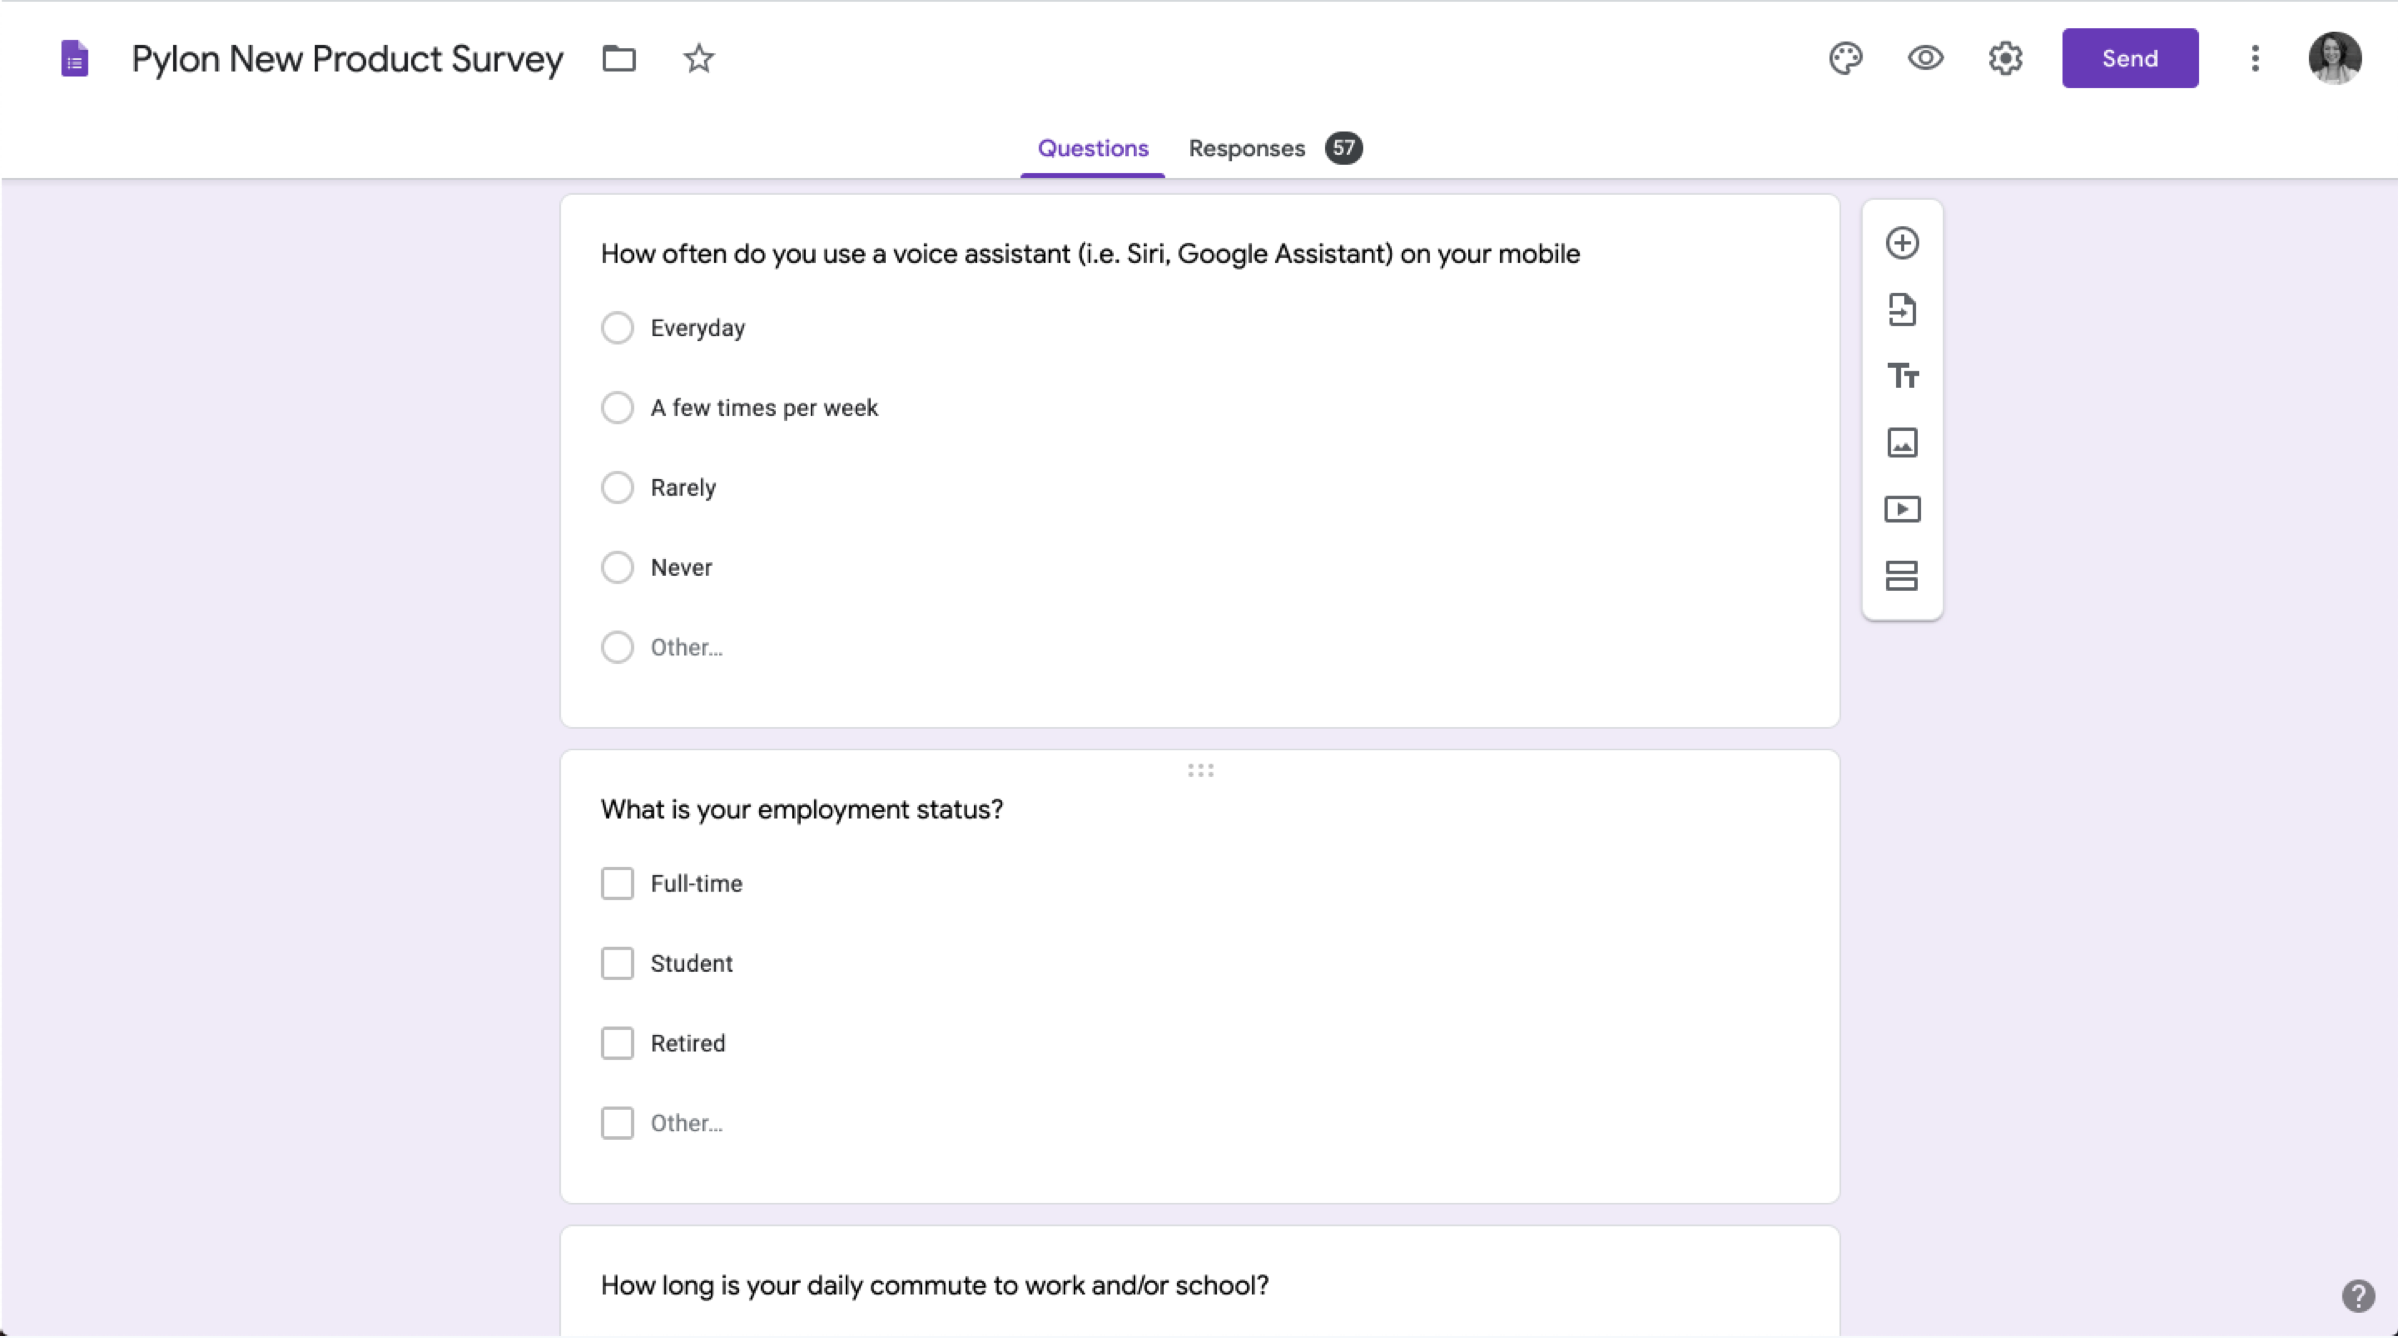 Pylon New Product Survey
Send
Questions Responses 57
How often do you use a voice assistant (i.e. Siri, Google Assistant) on your mobile
Everyday
A few times per week
Rarely
Never
Other...
What is your employment status?
Full-time
Student
Retired
Other...
How long is your daily commute to work and/or school?